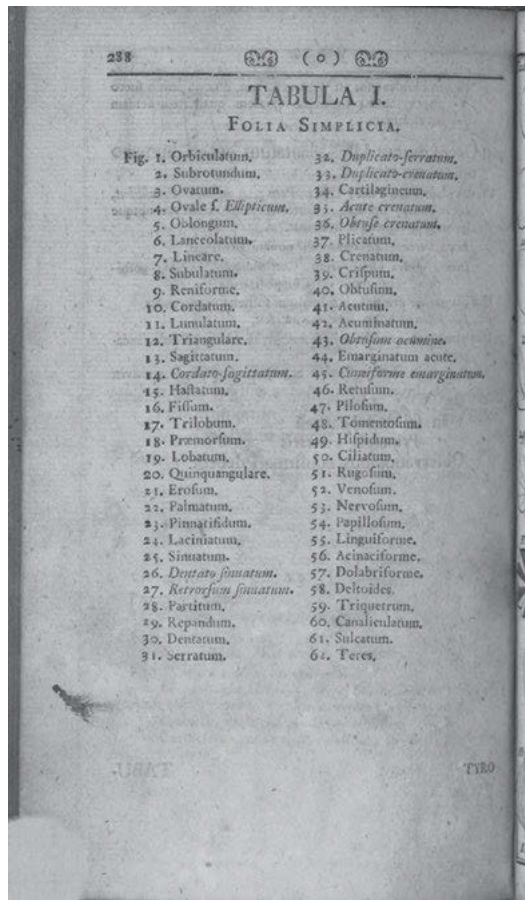 288 ( o )
TABULA I.
FOLIA SIMPLICIA.
Fig. 1. Orbiculatum.
2. Subrotundum.
3. Ovatum.
4. Ovale ſ. Ellipticum.
5. Oblongum.
6. Lanceolatum.
7. Lineare.
8. Subulatum.
9. Reniforme.
10. Cordatum.
11. Lunulatum.
12. Triangulare.
13. Sagittatum.
14. Cordato-ſagittatum.
15. Haſtatum.
16. Fiſſum.
17. Trilobum.
18. Præmorſum.
19. Lobatum.
20. Quinquangulare.
21. Eroſum.
22. Palmatum.
23. Pinnatifidum.
24. Laciniatum.
25. Sinuatum.
26. Dentato ſinuatum.
27. Retrorſum ſinuatum.
28. Partitum.
29. Repandum.
30. Dentatum.
31. Serratum.
32. Duplicato-ſerratum.
33. Duplicato-crenatum.
34. Cartilagineum.
35. Acute crenatum.
36. Obtuſe crenatum.
37. Plicatum.
38. Crenatum.
39. Criſpum.
40. Obtuſum.
41. Acutum.
42. Acuminatum.
43. Obtuſum acumine.
44. Emarginatum acute.
45. Cuneiforme emarginatum.
46. Retuſum.
47. Piloſum.
48. Tomentoſum.
49. Hiſpidum.
50. Ciliatum.
51. Rugoſum.
52. Venoſum.
53. Nervoſum.
54. Papilloſum.
55. Linguiforme.
56. Acinaciforme.
57. Dolabriforme.
58. Deltoides.
59. Triquetrum.
60. Canaliculatum.
61. Sulcatum.
62. Teres.
TYRO